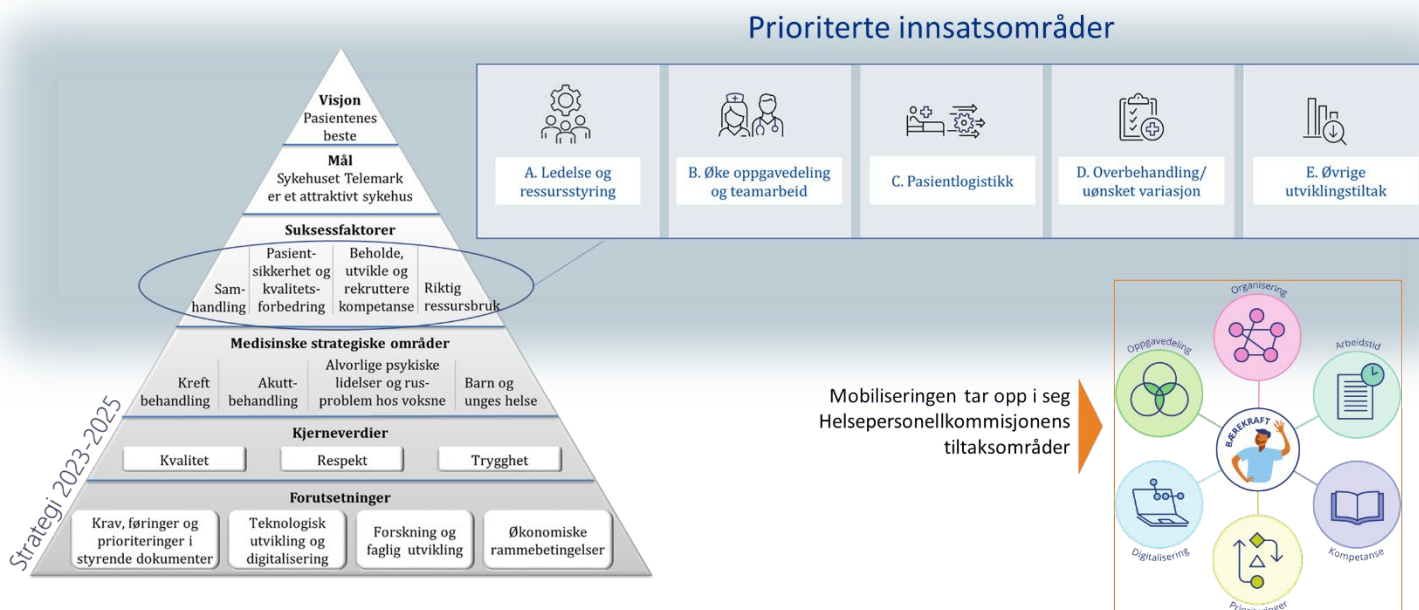 Prioriterte innsatsområder
A. Ledelse og
ressursstyring
B. Øke oppgavedeling
og teamarbeid
C. Pasientlogistikk
D. Overbehandling/
uønsket variasjon
E. Øvrige
utviklingstiltak
Visjon
Pasientenes
beste
Mål
Sykehuset Telemark
er et attraktivt sykehus
Suksessfaktorer
Sam-
handling
Pasient-
sikkerhet og
kvalitets-
forbedring
Beholde,
utvikle og
rekruttere
kompetanse
Riktig
ressursbruk
Medisinske strategiske områder
Kreft
behandling
Akutt-
behandling
Alvorlige psykiske
lidelser og rus-
problem hos voksne
Barn og
unges helse
Kjerneverdier
Kvalitet
Respekt
Trygghet
Forutsetninger
Krav, føringer og
prioriteringer i
styrende dokumenter
Teknologisk
utvikling og
digitalisering
Forskning og
faglig utvikling
Økonomiske
rammebetingelser
Strategi 2023-2025
Mobiliseringen tar opp i seg
Helsepersonellkommisjonens
tiltaksområder
Organisering
Oppgavedeling
Arbeidstid
BÆREKRAFT
Digitalisering
Kompetanse
Prioriteringer